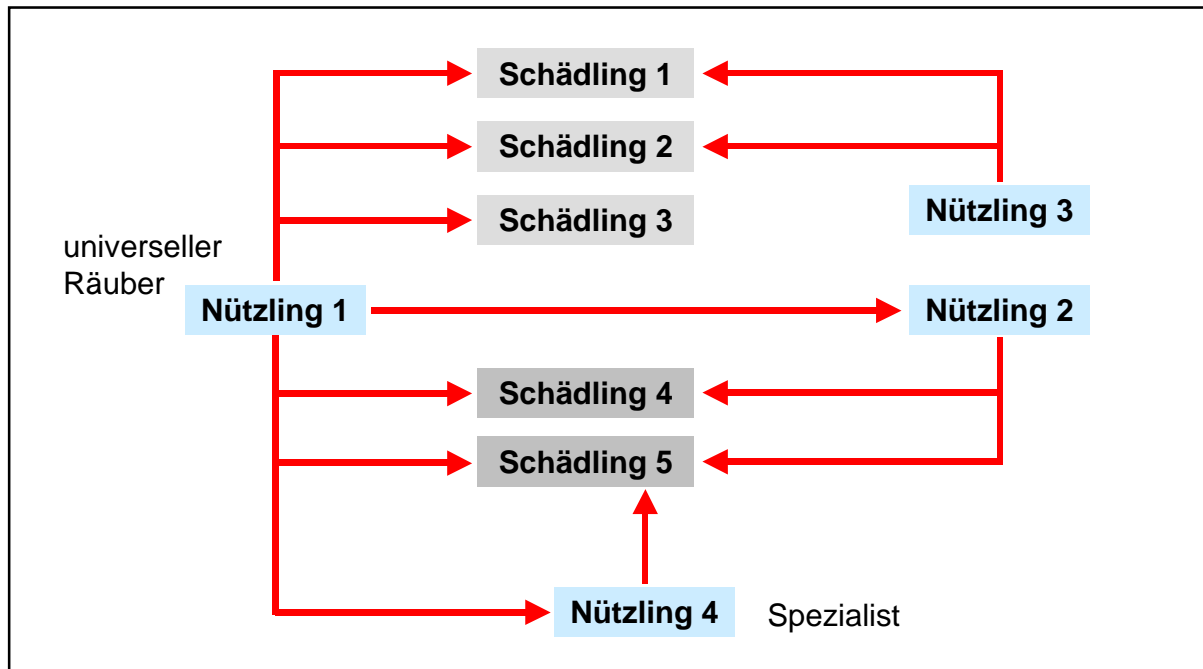 Schädling 1
Schädling 2
Schädling 3
Nützling 3
universeller
Räuber
Nützling 1
Nützling 2
Schädling 4
Schädling 5
Nützling 4
Spezialist